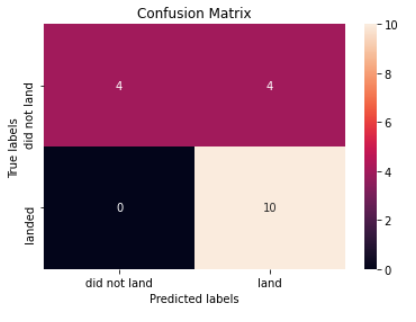 Confusion Matrix
True labels
did not land
landed
4 4
0 10
did not land land
Predicted labels
10
8
6
4
2
0